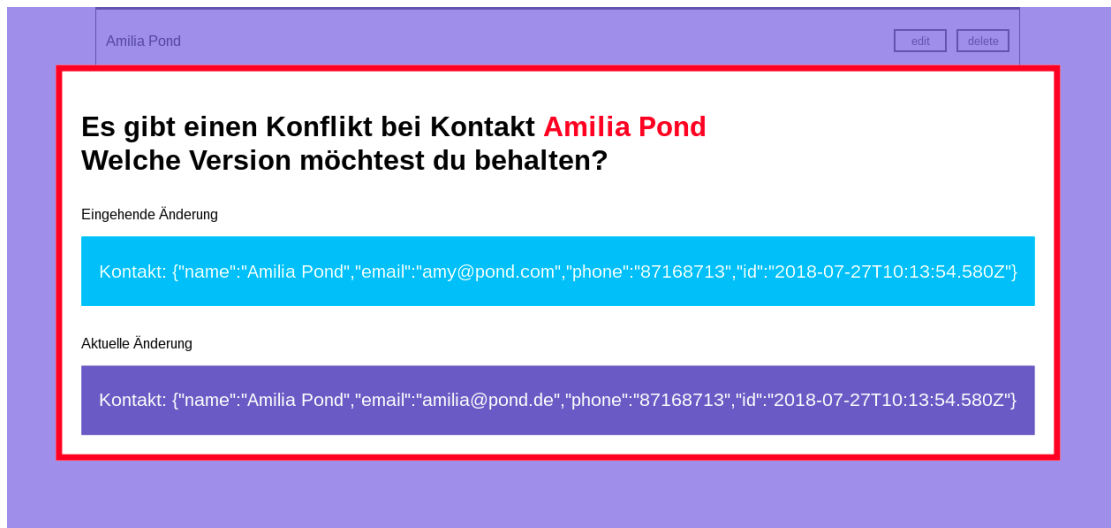 Amilia Pond edit delete
Es gibt einen Konflikt bei Kontakt Amilia Pond
Welche Version möchtest du behalten?
Eingehende Änderung
Kontakt: {"name":"Amilia Pond","email":"amy@pond.com","phone":"87168713","id":"2018-07-27T10:13:54.580Z"}
Aktuelle Änderung
Kontakt: {"name":"Amilia Pond","email":"amilia@pond.de","phone":"87168713","id":"2018-07-27T10:13:54.580Z"}